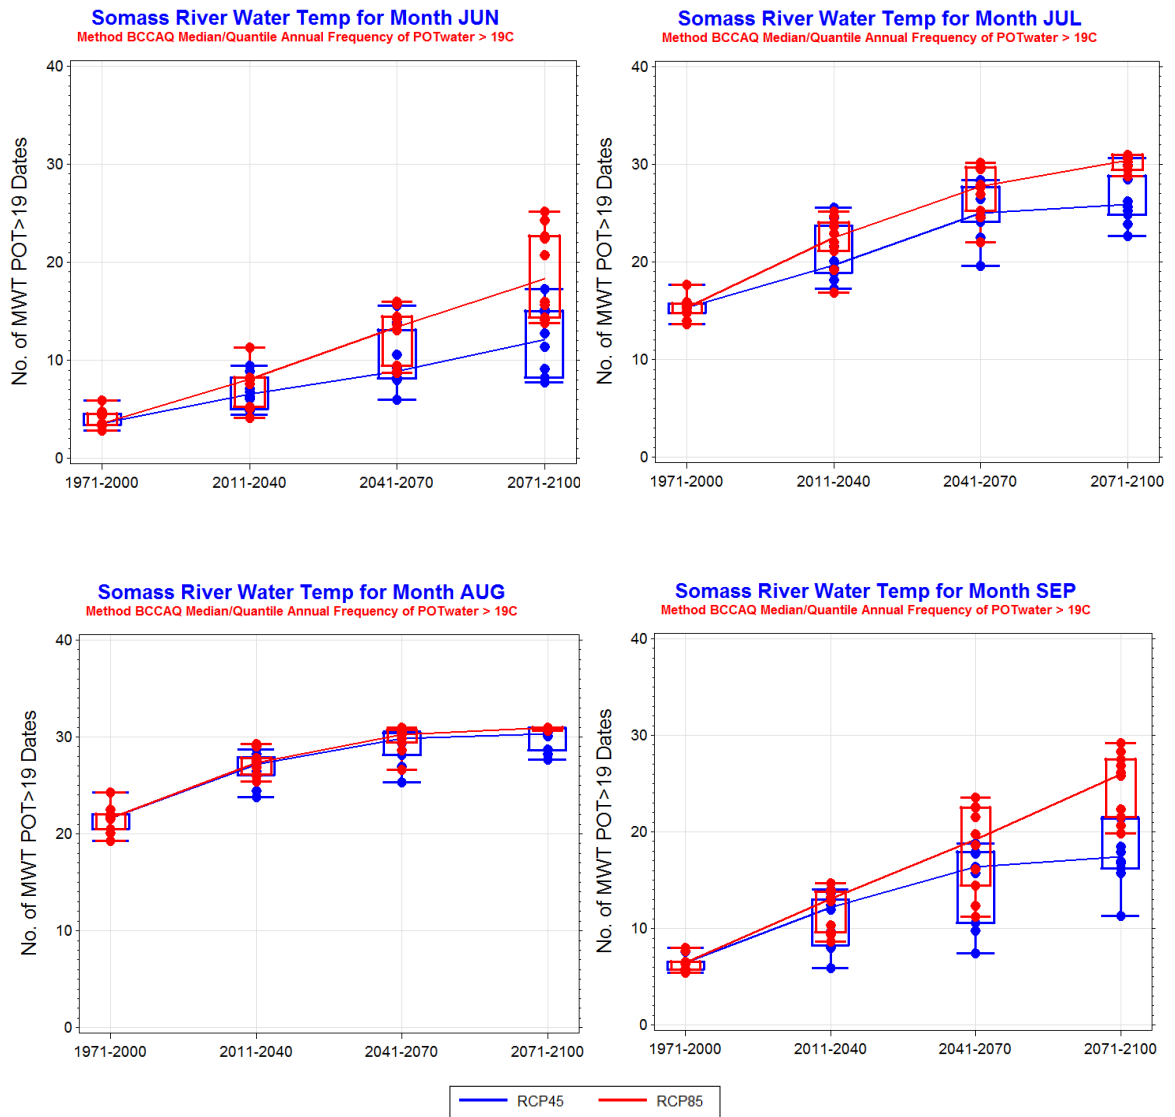 Somass River Water Temp for Month JUN
Method BCCAQ Median/Quantile Annual Frequency of POTwater > 19C
No. of MWT POT>19 Dates
40
30
20
10
0
1971-2000 2011-2040 2041-2070 2071-2100
Somass River Water Temp for Month JUL
Method BCCAQ Median/Quantile Annual Frequency of POTwater > 19C
No. of MWT POT>19 Dates
40
30
20
10
0
1971-2000 2011-2040 2041-2070 2071-2100
Somass River Water Temp for Month AUG
Method BCCAQ Median/Quantile Annual Frequency of POTwater > 19C
No. of MWT POT>19 Dates
40
30
20
10
0
1971-2000 2011-2040 2041-2070 2071-2100
Somass River Water Temp for Month SEP
Method BCCAQ Median/Quantile Annual Frequency of POTwater > 19C
No. of MWT POT>19 Dates
40
30
20
10
0
1971-2000 2011-2040 2041-2070 2071-2100
RCP45 RCP85